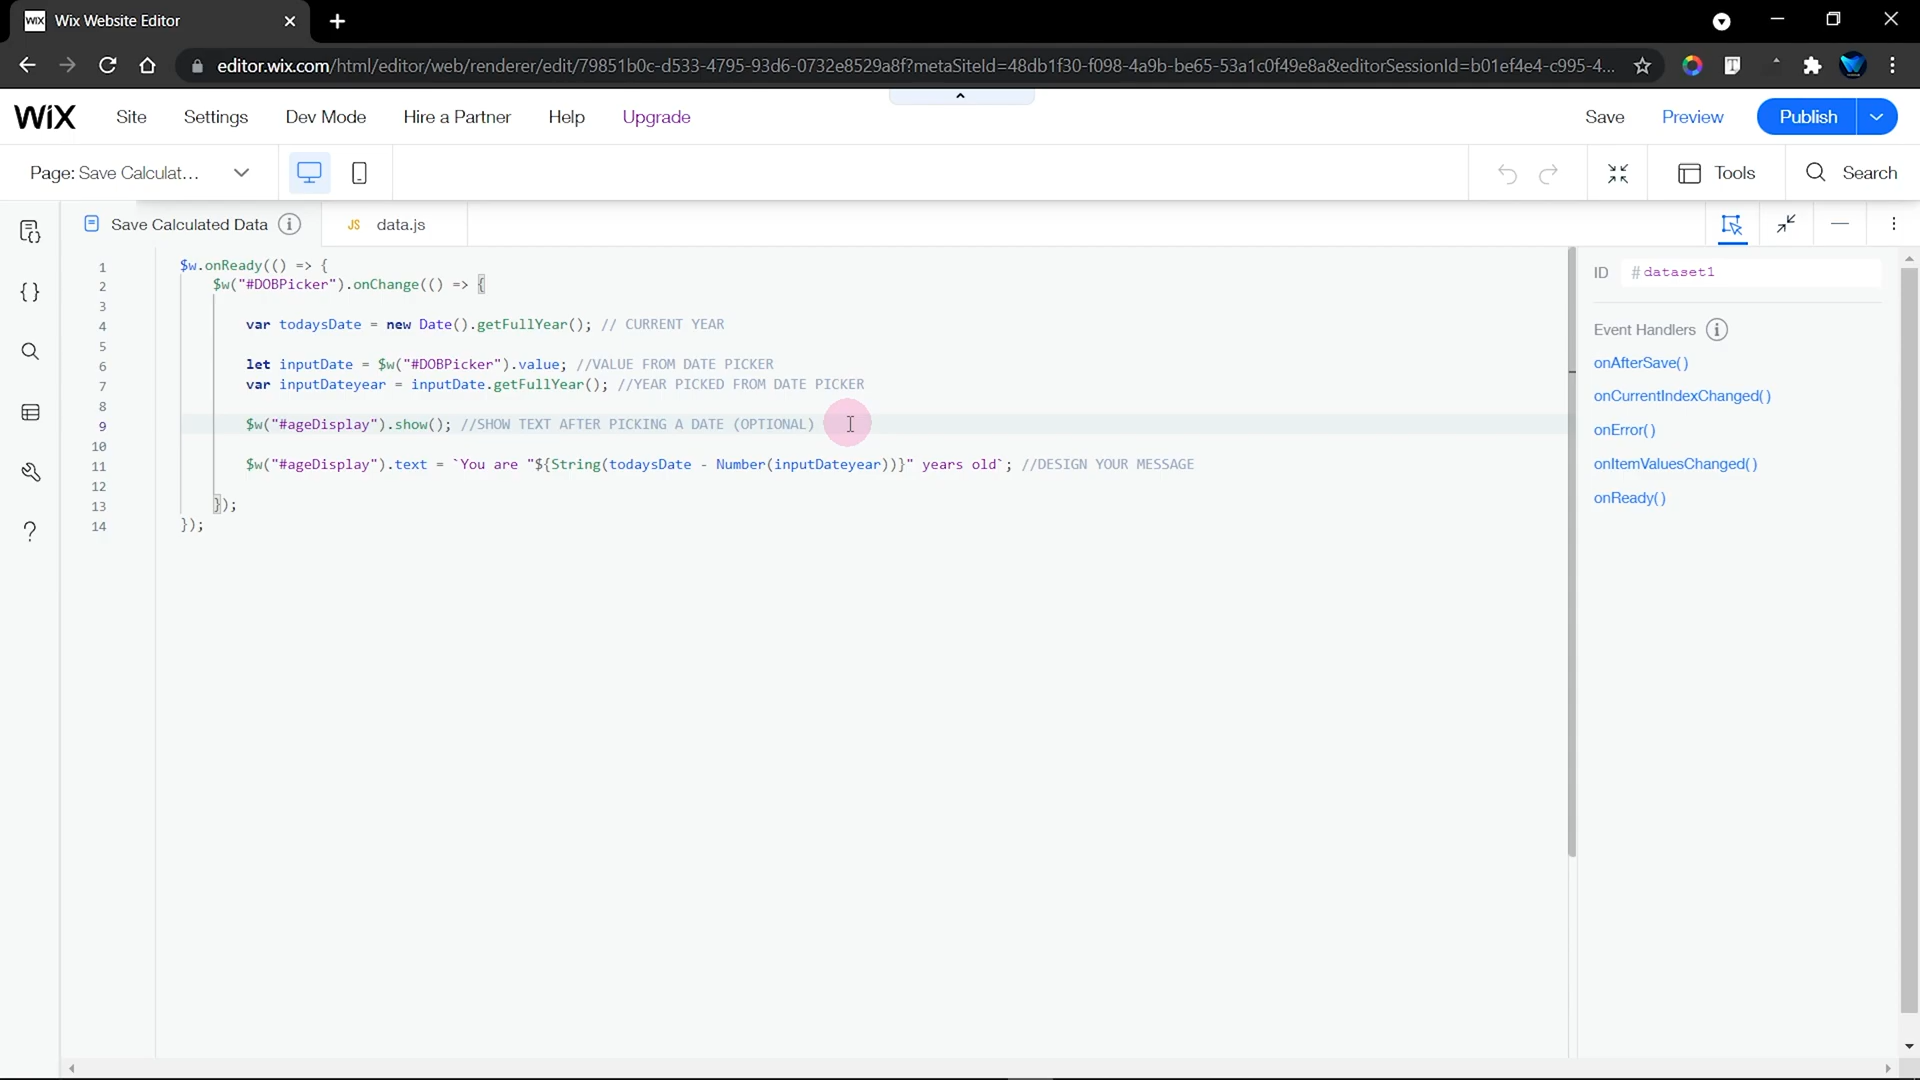 Wix Website Editor
editor.wix.com/html/editor/web/renderer/edit/79851b0c-d533-4795-93d6-0732e8529a8f?metaSiteId=48db1f30-f098-4a9b-be65-53a1c0f49e8a&editorSessionId=b01ef4e4-c995-4...
WiX Site Settings Dev Mode Hire a Partner Help Upgrade Save Preview Publish
Page: Save Calculat... Tools Search
Save Calculated Data JS data.js
1 $w.onReady(() => {
2 $w("#DOBPicker").onChange(() => {
3
4 var todaysDate = new Date().getFullYear(); // CURRENT YEAR
5
6 let inputDate = $w("#DOBPicker").value; //VALUE FROM DATE PICKER
7 var inputDateyear = inputDate.getFullYear(); //YEAR PICKED FROM DATE PICKER
8
9 $w("#ageDisplay").show(); //SHOW TEXT AFTER PICKING A DATE (OPTIONAL)
10
11 $w("#ageDisplay").text = `You are "${String(todaysDate - Number(inputDateyear))}" years old`; //DESIGN YOUR MESSAGE
12
13 });
14 });
ID #dataset1
Event Handlers
onAfterSave()
onCurrentIndexChanged()
onError()
onItemValuesChanged()
onReady()